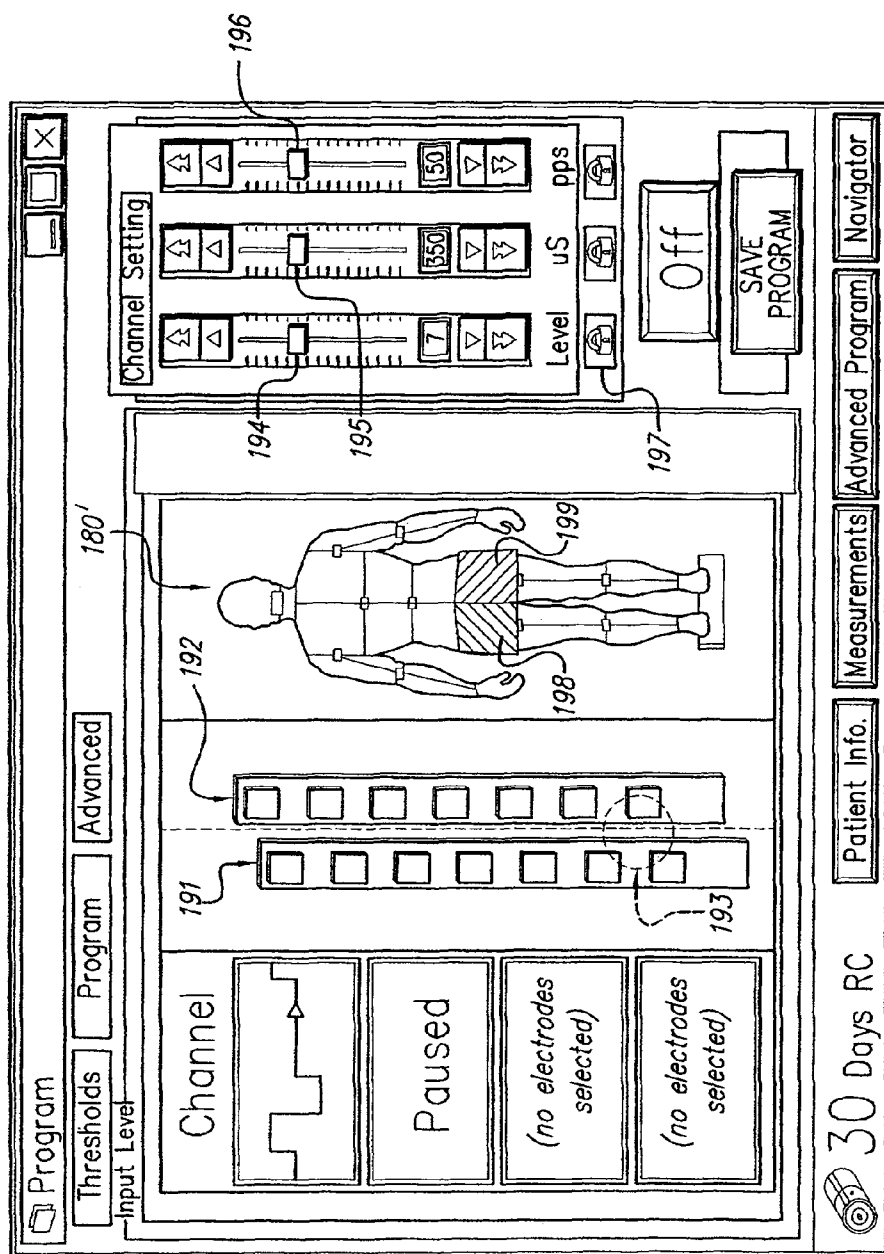 Program
Thresholds
Program
Advanced
Input Level
Channel
Paused
(no electrodes
selected)
(no electrodes
selected)
191
192
193
180'
198
199
Channel Setting
7
350
50
Level
uS
pps
194
195
196
197
Off
SAVE
PROGRAM
30 Days RC
Patient Info.
Measurements
Advanced Program
Navigator